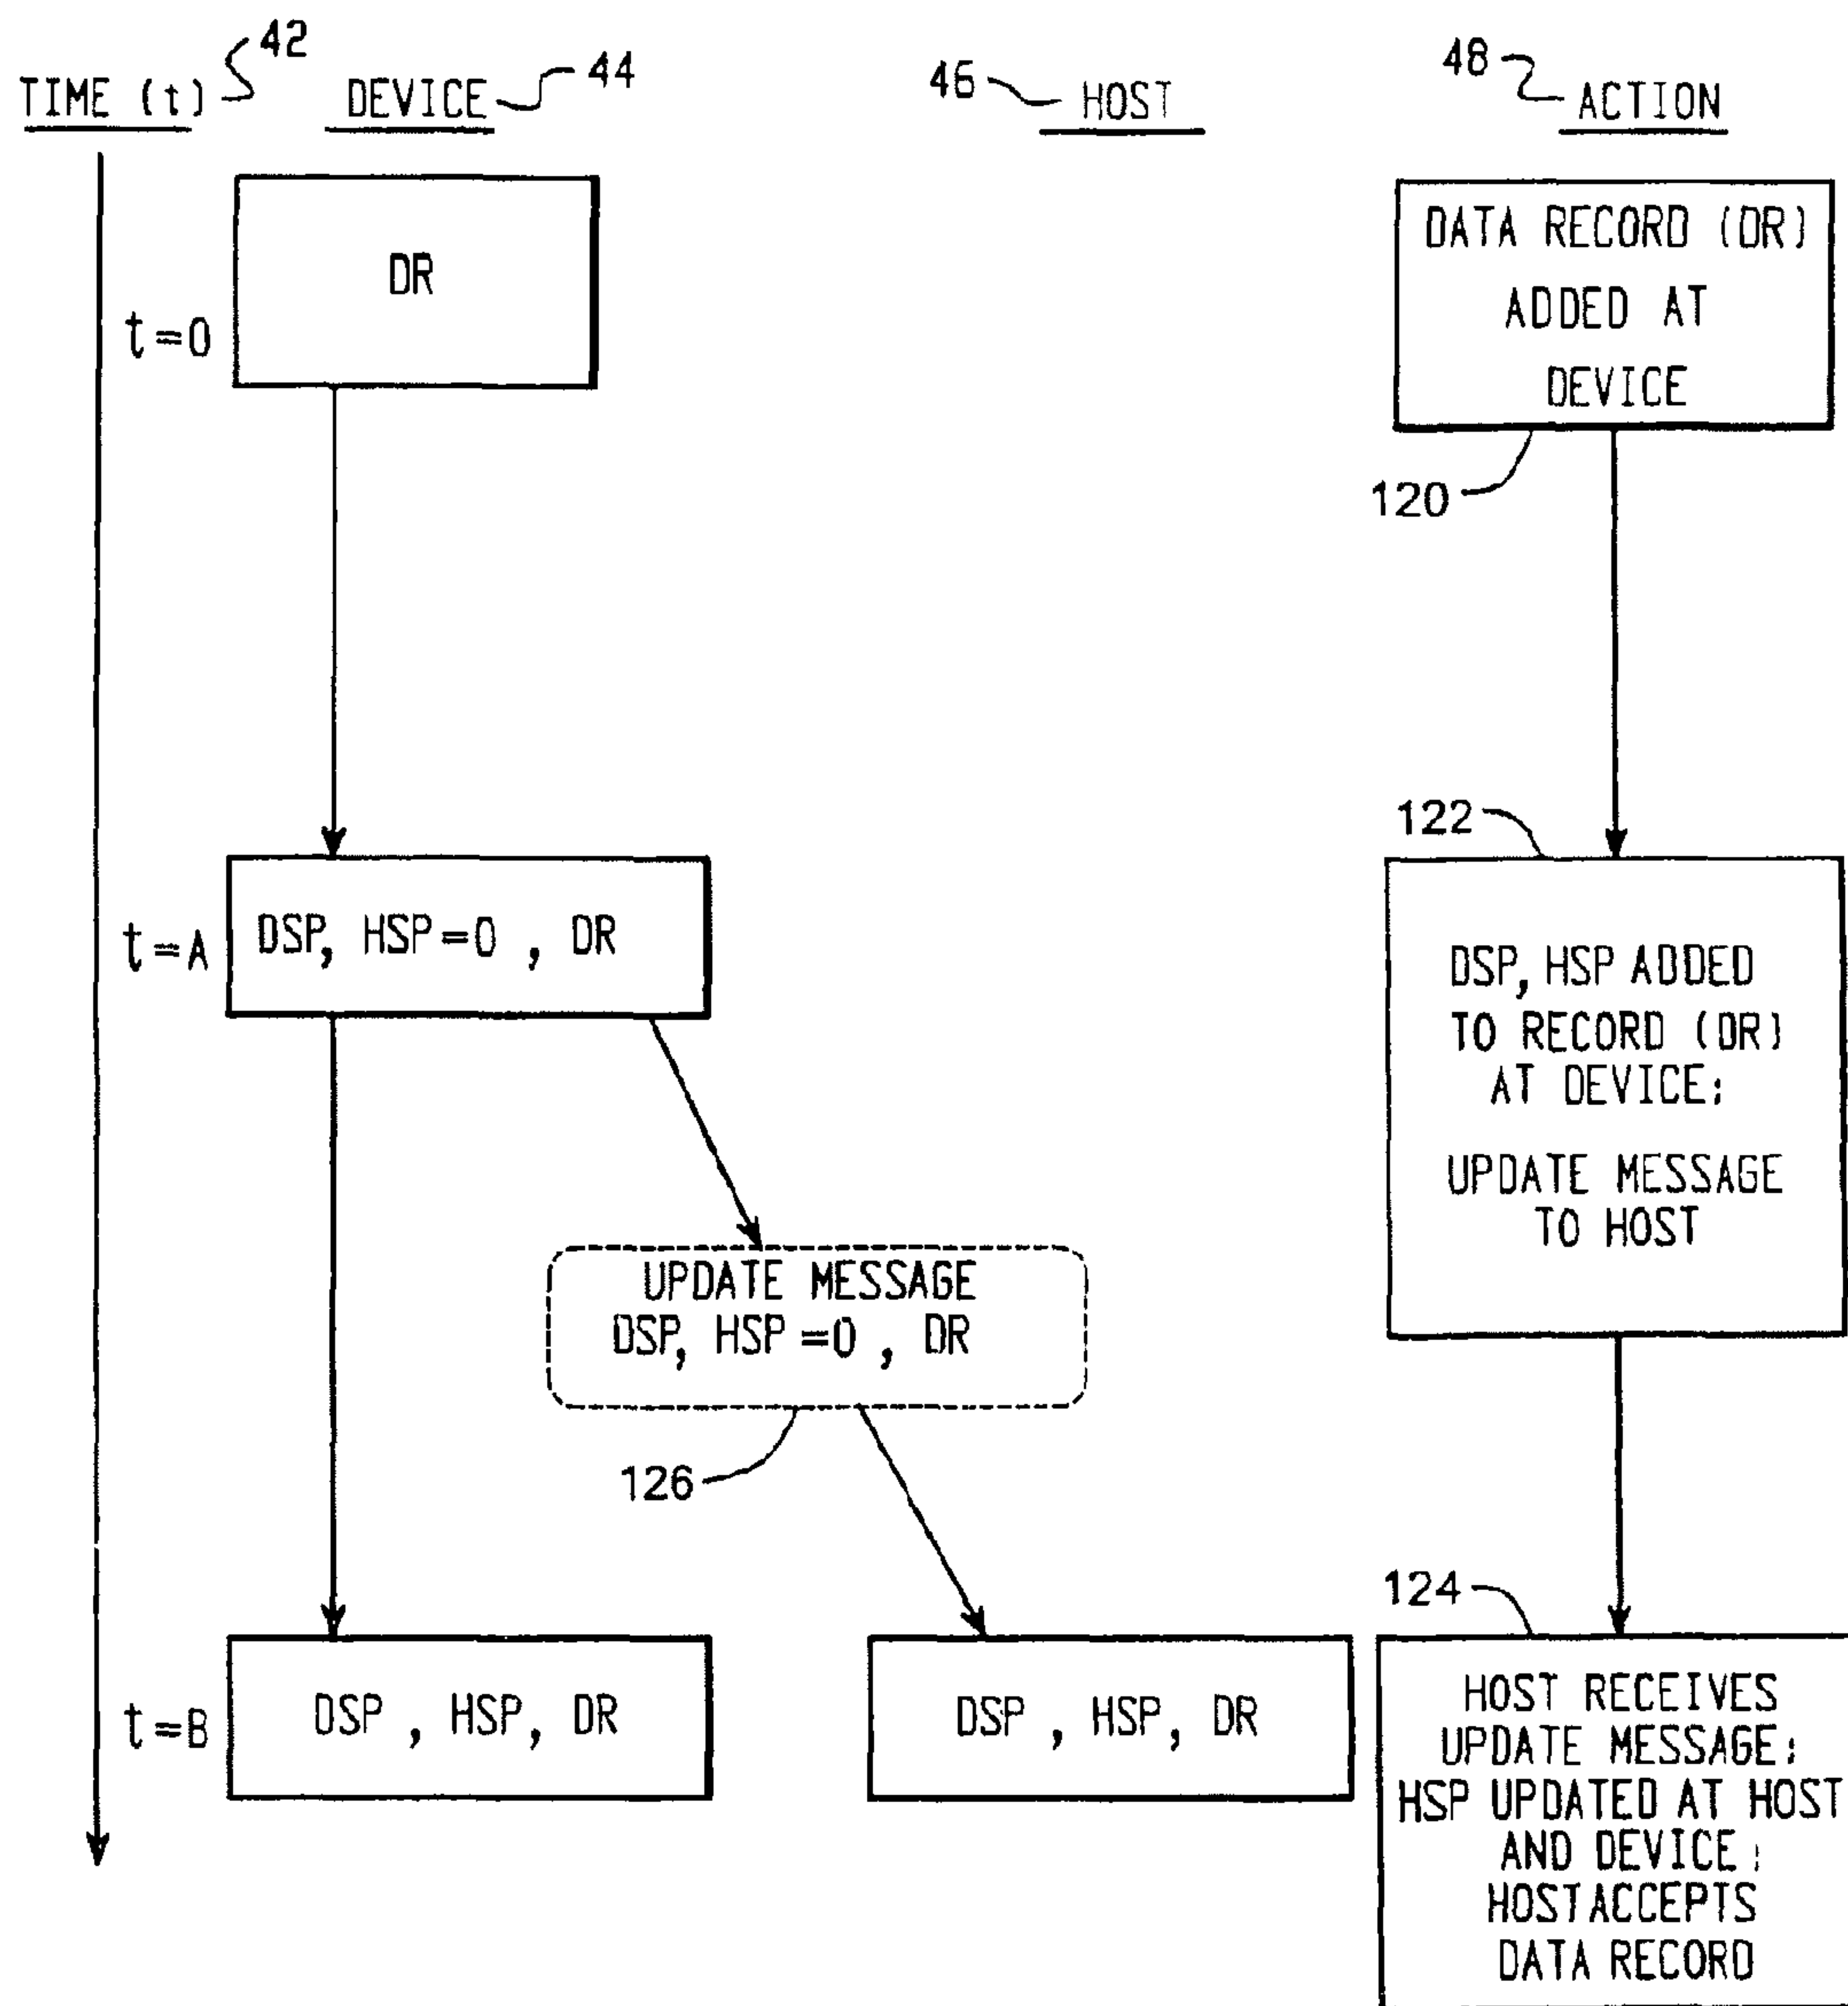 TIME (t) 42
DEVICE 44
46 HOST
48 ACTION
DR
t=0
DATA RECORD (DR)
ADDED AT
DEVICE
120
122
t=A
DSP, HSP=0 , DR
DSP, HSP ADDED
TO RECORD (DR)
AT DEVICE;
UPDATE MESSAGE
TO HOST
UPDATE MESSAGE
DSP, HSP=0 , DR
126
124
t=B
DSP , HSP, DR
DSP , HSP, DR
HOST RECEIVES
UPDATE MESSAGE;
HSP UPDATED AT HOST
AND DEVICE;
HOST ACCEPTS
DATA RECORD